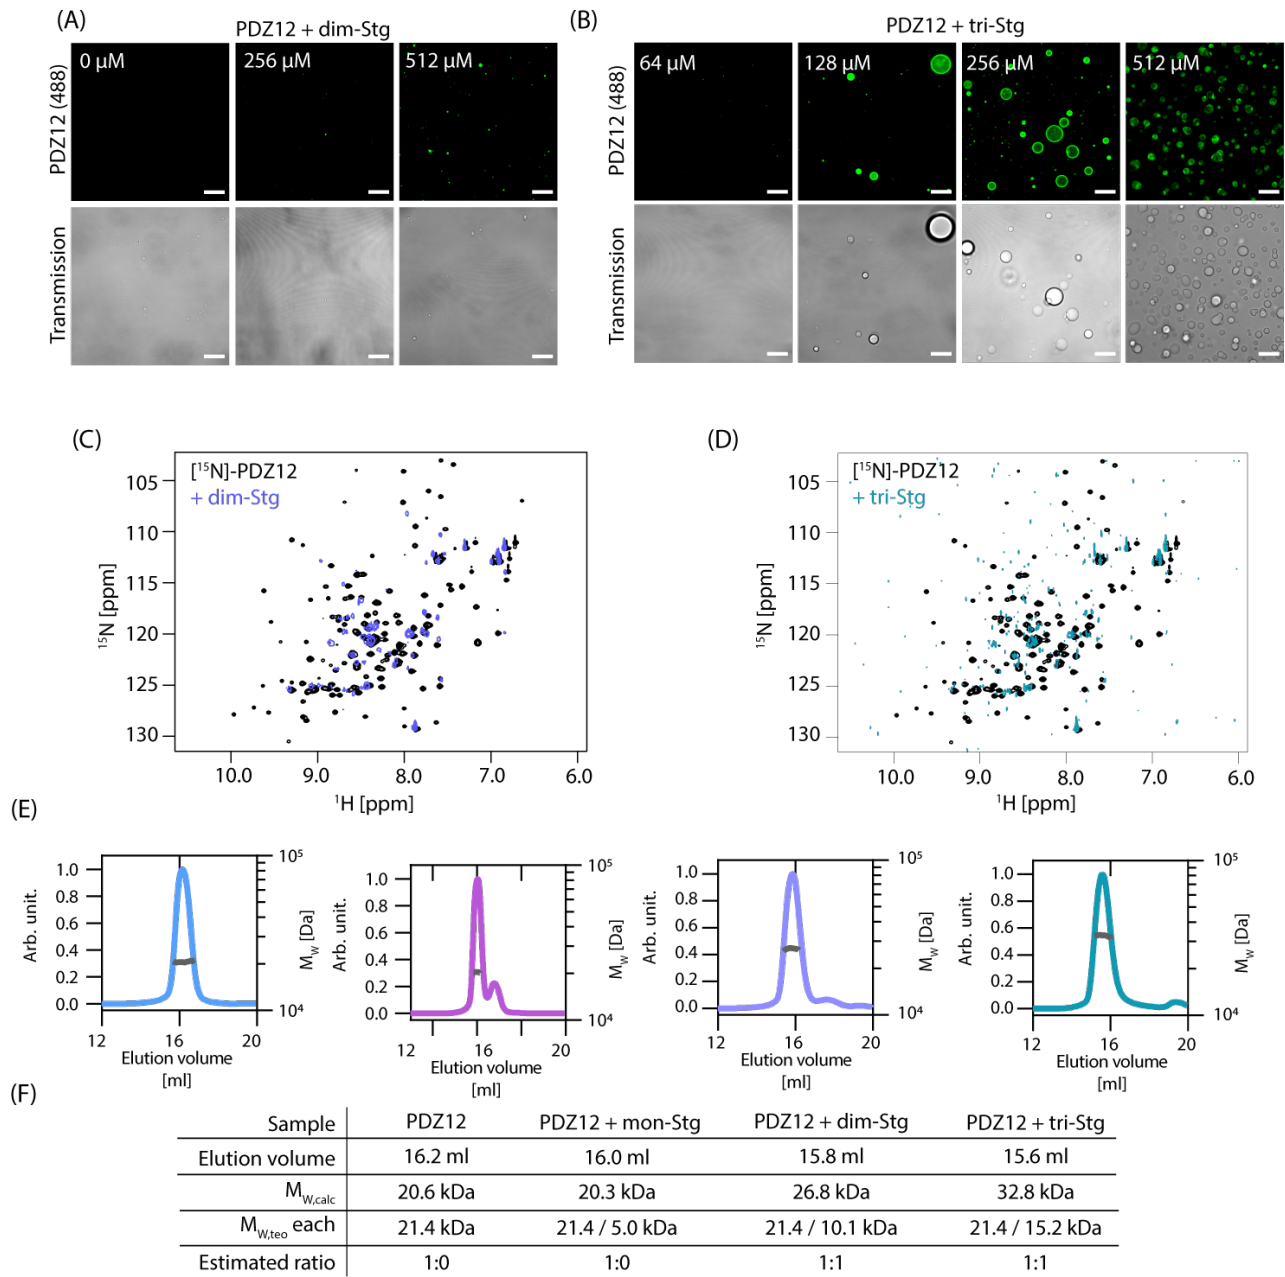 (A)
PDZ12 + dim-Stg
PDZ12 (488)
0 µM
256 µM
512 µM
Transmission
(B)
PDZ12 + tri-Stg
PDZ12 (488)
64 µM
128 µM
256 µM
512 µM
Transmission
(C)
[¹⁵N]-PDZ12
+ dim-Stg
¹⁵N [ppm]
105
110
115
120
125
130
10.0 9.0 8.0 7.0 6.0
¹H [ppm]
(D)
[¹⁵N]-PDZ12
+ tri-Stg
¹⁵N [ppm]
105
110
115
120
125
130
10.0 9.0 8.0 7.0 6.0
¹H [ppm]
(E)
Arb. unit.
1.0
0.8
0.6
0.4
0.2
0.0
10⁵
10⁴
M_W [Da]
12 16 20
Elution volume
[ml]
Arb. unit.
1.0
0.8
0.6
0.4
0.2
0.0
10⁵
10⁴
M_W [Da]
12 16 20
Elution volume
[ml]
Arb. unit.
1.0
0.8
0.6
0.4
0.2
0.0
10⁵
10⁴
M_W [Da]
12 16 20
Elution volume
[ml]
Arb. unit.
1.0
0.8
0.6
0.4
0.2
0.0
10⁵
10⁴
M_W [Da]
12 16 20
Elution volume
[ml]
(F)
Sample PDZ12 PDZ12 + mon-Stg PDZ12 + dim-Stg PDZ12 + tri-Stg
Elution volume 16.2 ml 16.0 ml 15.8 ml 15.6 ml
M_W,calc 20.6 kDa 20.3 kDa 26.8 kDa 32.8 kDa
M_W,teo each 21.4 kDa 21.4 / 5.0 kDa 21.4 / 10.1 kDa 21.4 / 15.2 kDa
Estimated ratio 1:0 1:0 1:1 1:1